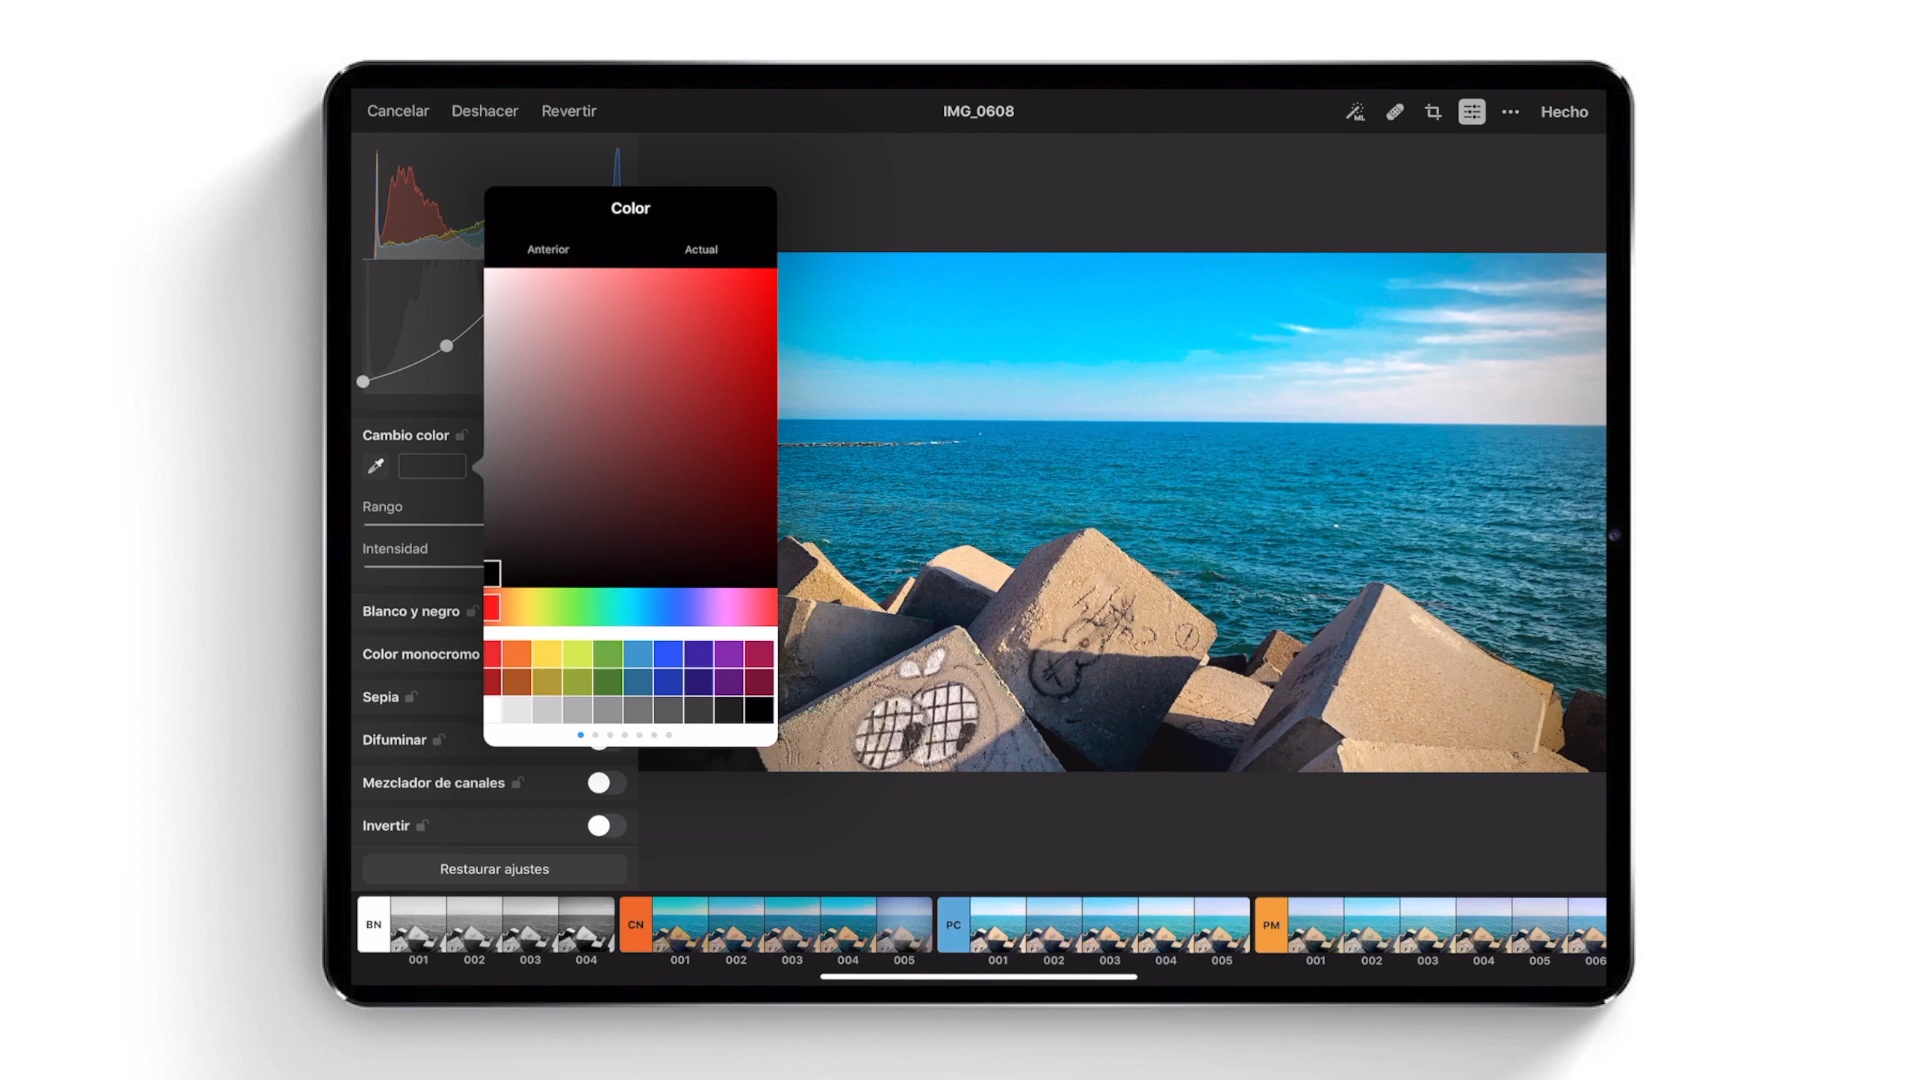 Cancelar Deshacer Revertir IMG_0608 ML Hecho
Color
Anterior Actual
Cambio color
Rango
Intensidad
Blanco y negro
Color monocromo
Sepia
Difuminar
Mezclador de canales
Invertir
Restaurar ajustes
BN CN PC PM
001 002 003 004 001 002 003 004 005 001 002 003 004 005 001 002 003 004 005 006